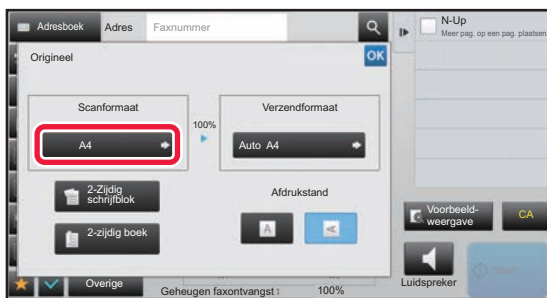 Adresboek
Adres
Faxnummer
N-Up
Meer pag. op een pag. plaatsen
Origineel
OK
Scanformaat
100%
Verzendformaat
A4
Auto A4
2-Zijdig
schrijfblok
Afdrukstand
2-zijdig boek
A
A
Voorbeeld-
weergave
CA
Overige
Geheugen faxontvangst :
100%
Luidspreker
Start